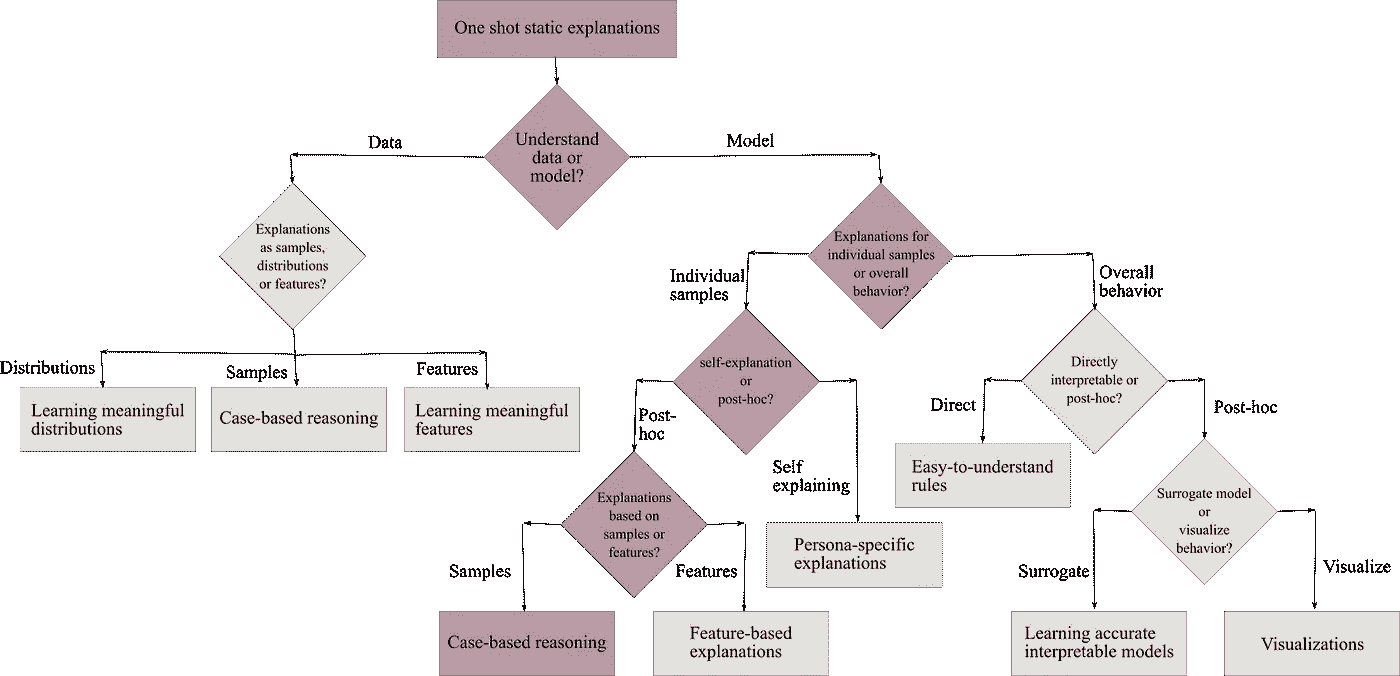 One shot static explanations
Understand
data or
model?
Data
Model
Explanations
as samples,
distributions
or features?
Explanations for
individual samples
or overall
behavior?
Individual
samples
Overall
behavior
Distributions
Samples
Features
Learning meaningful
distributions
Case-based reasoning
Learning meaningful
features
self-explanation
or
post-hoc?
Directly
interpretable or
post-hoc?
Post-
hoc
Self
explaining
Direct
Post-hoc
Easy-to-understand
rules
Explanations
based on
samples or
features?
Persona-specific
explanations
Surrogate model
or
visualize
behavior?
Samples
Features
Surrogate
Visualize
Case-based reasoning
Feature-based
explanations
Learning accurate
interpretable models
Visualizations